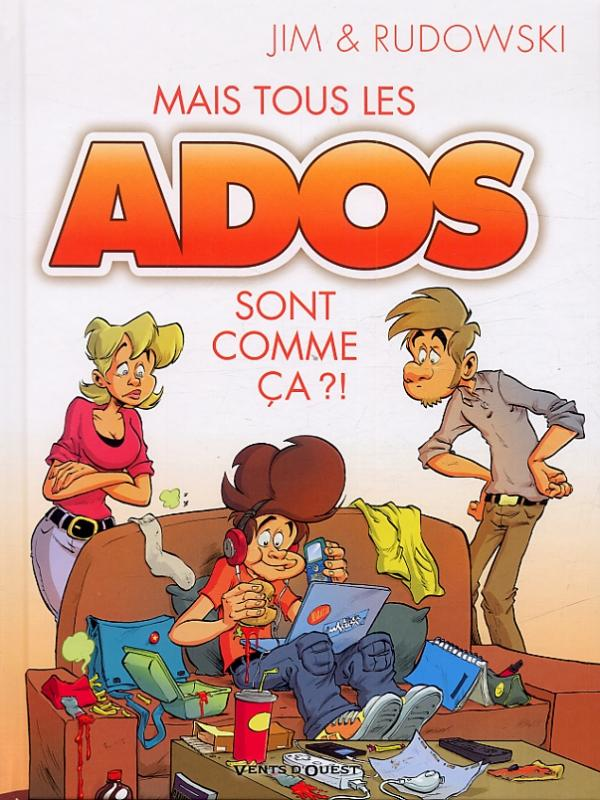 JIM & RUDOWSKI
MAIS TOUS LES
ADOS
SONT
COMME
ÇA ?!
VENTS D'OUEST